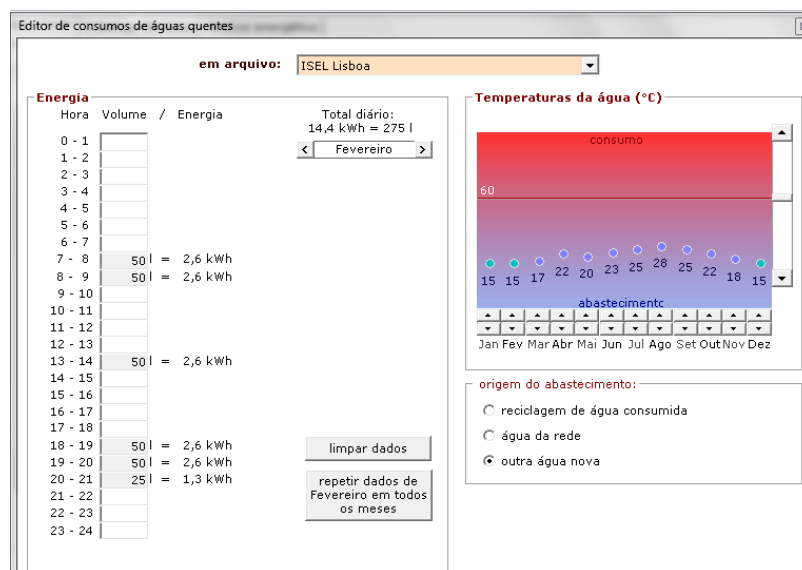 Editor de consumos de águas quentes
em arquivo: ISEL Lisboa
Energia
Hora Volume / Energia
Total diário:
14,4 kWh = 275 l
< Fevereiro >
0 - 1
1 - 2
2 - 3
3 - 4
4 - 5
5 - 6
6 - 7
7 - 8 50 l = 2,6 kWh
8 - 9 50 l = 2,6 kWh
9 - 10
10 - 11
11 - 12
12 - 13
13 - 14 50 l = 2,6 kWh
14 - 15
15 - 16
16 - 17
17 - 18
18 - 19 50 l = 2,6 kWh
19 - 20 50 l = 2,6 kWh
20 - 21 25 l = 1,3 kWh
21 - 22
22 - 23
23 - 24
limpar dados
repetir dados de
Fevereiro em todos
os meses
Temperaturas da água (°C)
consumo
60
15 15 17 22 20 23 25 28 25 22 18 15
abastecimento
Jan Fev Mar Abr Mai Jun Jul Ago Set Out Nov Dez
origem do abastecimento:
reciclagem de água consumida
água da rede
outra água nova